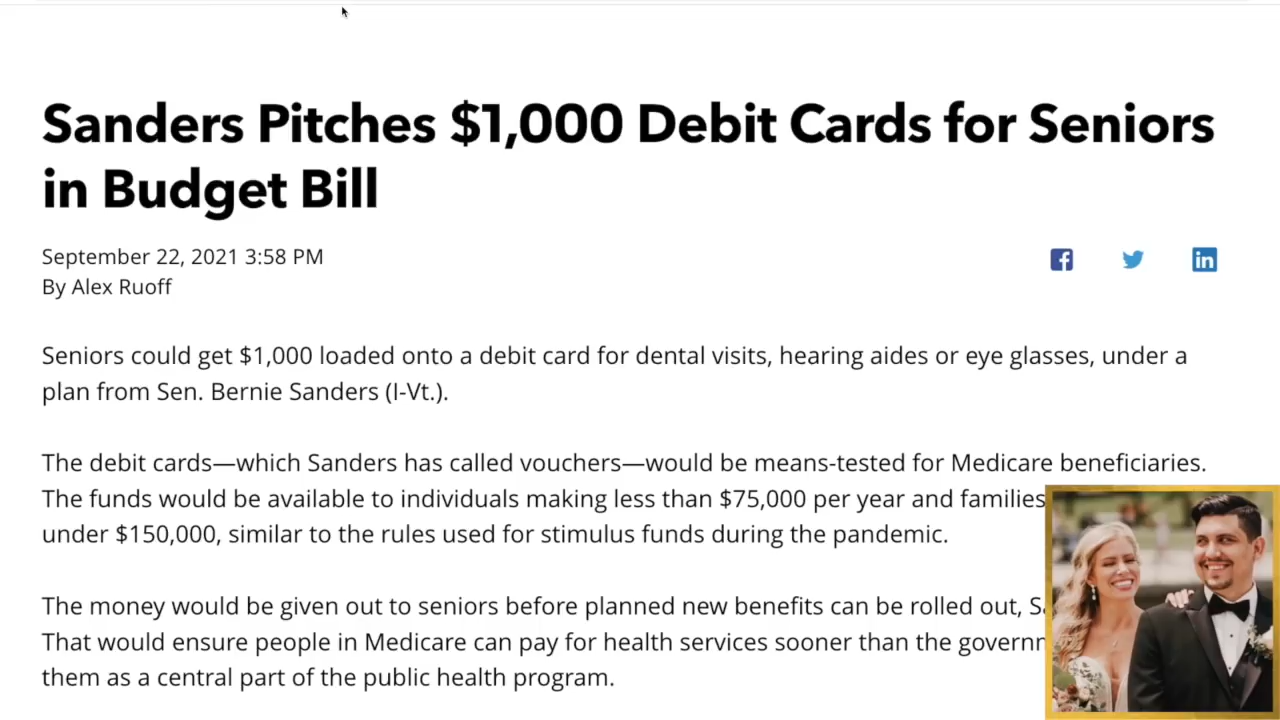 Sanders Pitches $1,000 Debit Cards for Seniors
in Budget Bill
September 22, 2021 3:58 PM
By Alex Ruoff
Seniors could get $1,000 loaded onto a debit card for dental visits, hearing aides or eye glasses, under a
plan from Sen. Bernie Sanders (I-Vt.).
The debit cards—which Sanders has called vouchers—would be means-tested for Medicare beneficiaries.
The funds would be available to individuals making less than $75,000 per year and families
under $150,000, similar to the rules used for stimulus funds during the pandemic.
The money would be given out to seniors before planned new benefits can be rolled out,
That would ensure people in Medicare can pay for health services sooner than the
them as a central part of the public health program.